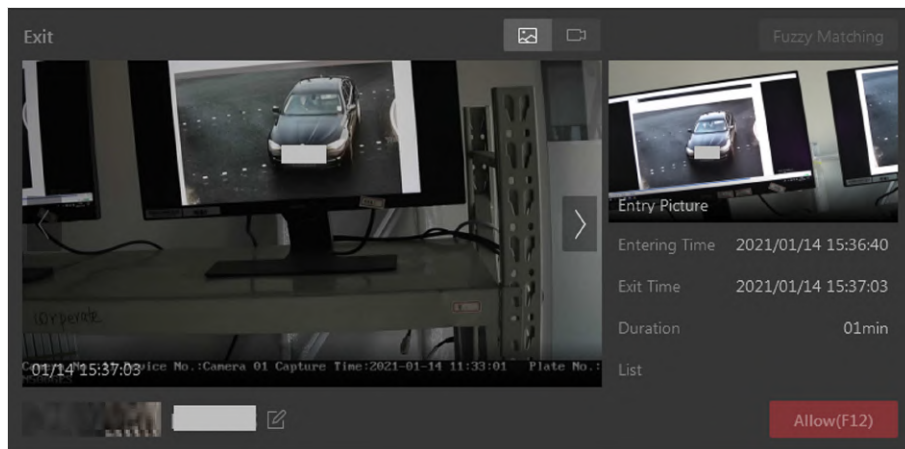 Exit
Fuzzy Matching
corperate
Entry Picture
Entering Time 2021/01/14 15:36:40
Exit Time 2021/01/14 15:37:03
Duration 01min
List
01/14 15:37:03
Device No.:Camera 01 Capture Time:2021-01-14 11:33:01 Plate No.:
Allow(F12)